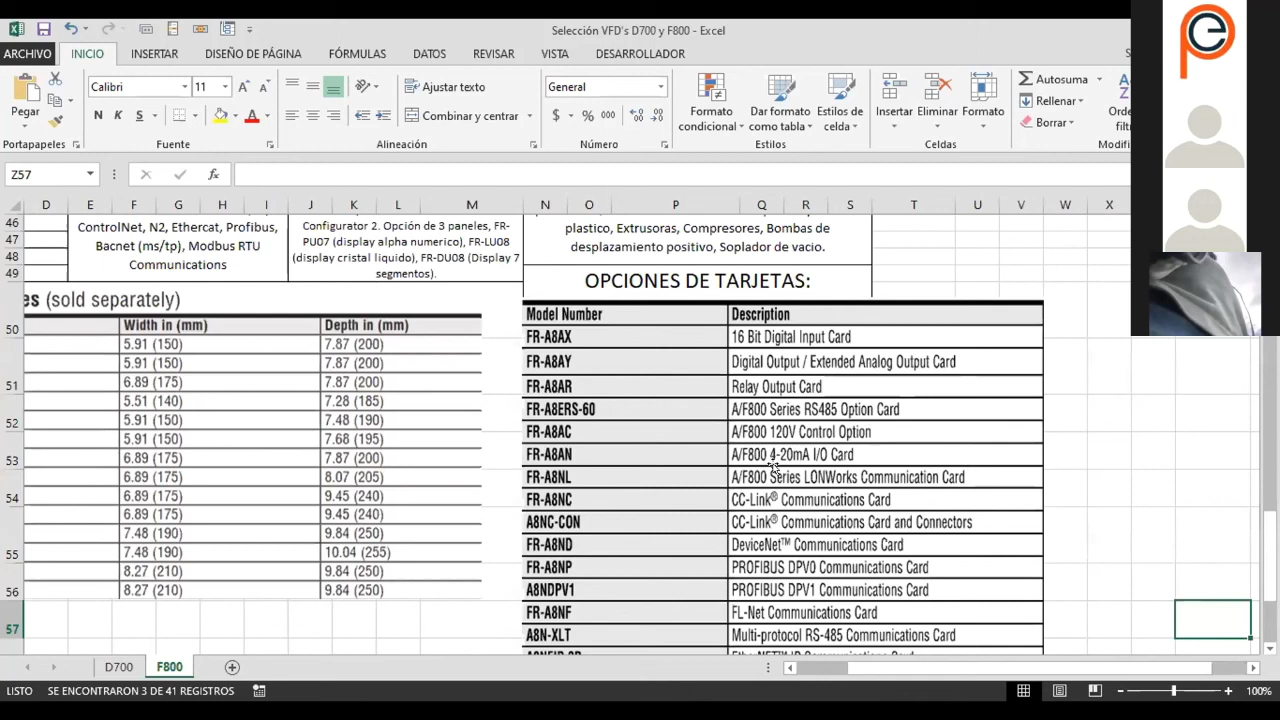 Selección VFD's D700 y F800 - Excel
ARCHIVO INICIO INSERTAR DISEÑO DE PÁGINA FÓRMULAS DATOS REVISAR VISTA DESARROLLADOR
Pegar
Portapapeles
Calibri 11
N K S
Fuente
Ajustar texto
Combinar y centrar
Alineación
General
$ % 000
Número
Formato condicional
Dar formato como tabla
Estilos de celda
Estilos
Insertar Eliminar Formato
Celdas
Autosuma
Rellenar
Borrar
Z57
fx
D E F G H I J K L M N O P Q R S T U V W X
46
47
48
49
50
51
52
53
54
55
56
57
ControlNet, N2, Ethercat, Profibus,
Bacnet (ms/tp), Modbus RTU
Communications
Configurator 2. Opción de 3 paneles, FR-
PU07 (display alpha numerico), FR-LU08
(display cristal liquido), FR-DU08 (Display 7
segmentos).
plastico, Extrusoras, Compresores, Bombas de
desplazamiento positivo, Soplador de vacio.
OPCIONES DE TARJETAS:
es (sold separately)
Width in (mm) Depth in (mm)
5.91 (150) 7.87 (200)
5.91 (150) 7.87 (200)
6.89 (175) 7.87 (200)
5.51 (140) 7.28 (185)
5.91 (150) 7.48 (190)
5.91 (150) 7.68 (195)
6.89 (175) 8.07 (205)
6.89 (175) 9.45 (240)
6.89 (175) 9.45 (240)
7.48 (190) 9.84 (250)
7.48 (190) 10.04 (255)
8.27 (210) 9.84 (250)
8.27 (210) 9.84 (250)
Model Number Description
FR-A8AX 16 Bit Digital Input Card
FR-A8AY Digital Output / Extended Analog Output Card
FR-A8AR Relay Output Card
FR-A8ERS-60 A/F800 Series RS485 Option Card
FR-A8AC A/F800 120V Control Option
FR-A8AN A/F800 4-20mA I/O Card
FR-A8NL A/F800 Series LONWorks Communication Card
FR-A8NC CC-Link® Communications Card
A8NC-CON CC-Link® Communications Card and Connectors
FR-A8ND DeviceNet™ Communications Card
FR-A8NP PROFIBUS DPV0 Communications Card
A8NDPV1 PROFIBUS DPV1 Communications Card
FR-A8NF FL-Net Communications Card
A8N-XLT Multi-protocol RS-485 Communications Card
D700 F800
LISTO SE ENCONTRARON 3 DE 41 REGISTROS
100%